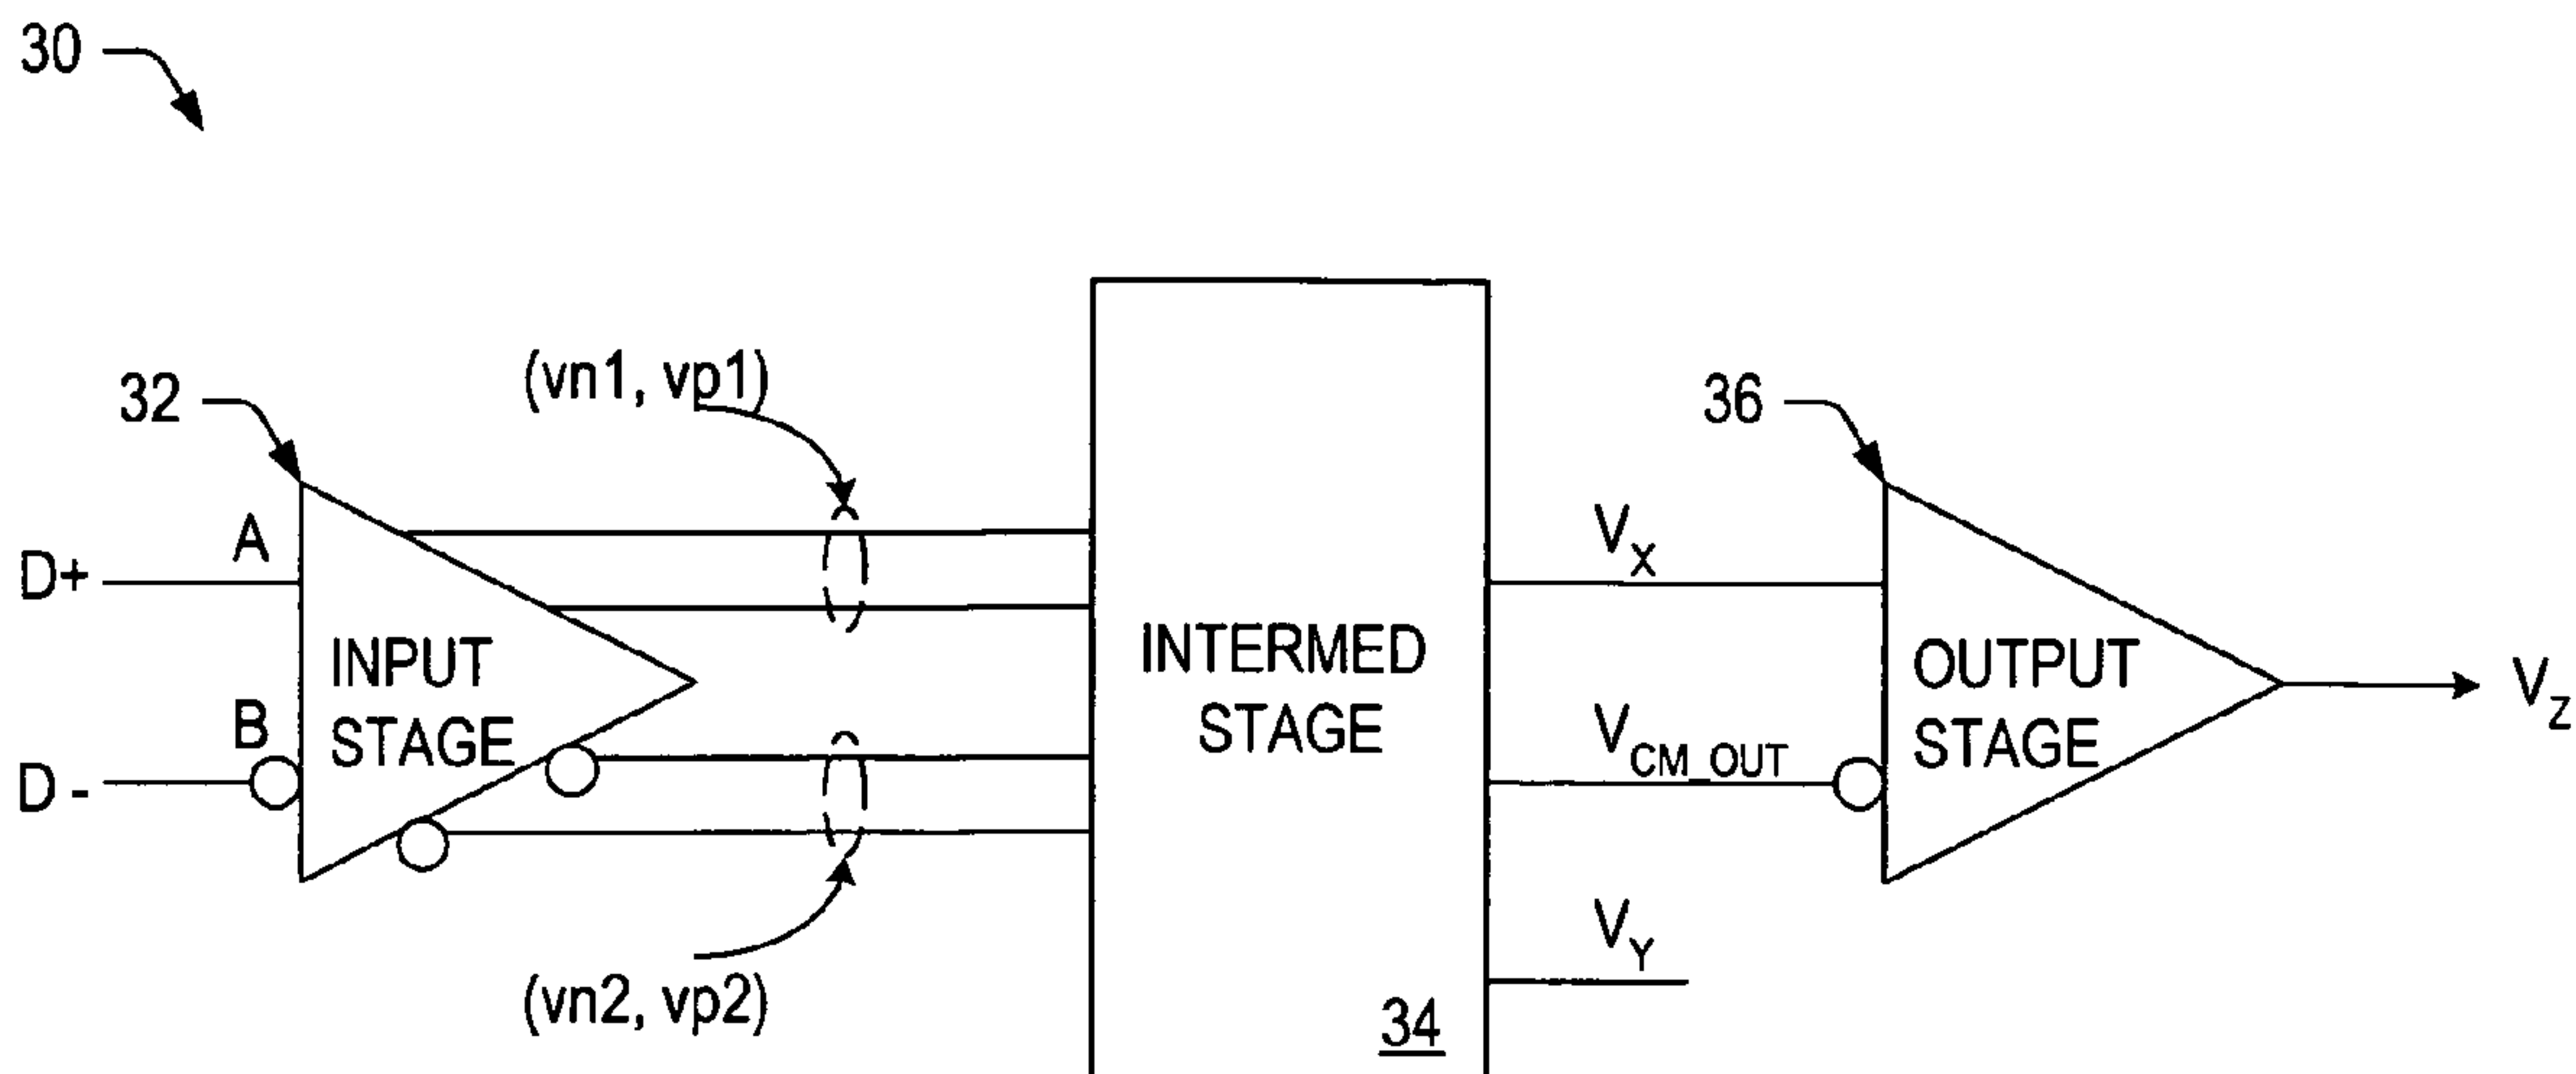 30
(vn1, vp1)
32
36
A
D+
V_X
INPUT
STAGE
INTERMED
STAGE
OUTPUT
STAGE
V_Z
B
D-
V_CM_OUT
V_Y
(vn2, vp2)
34